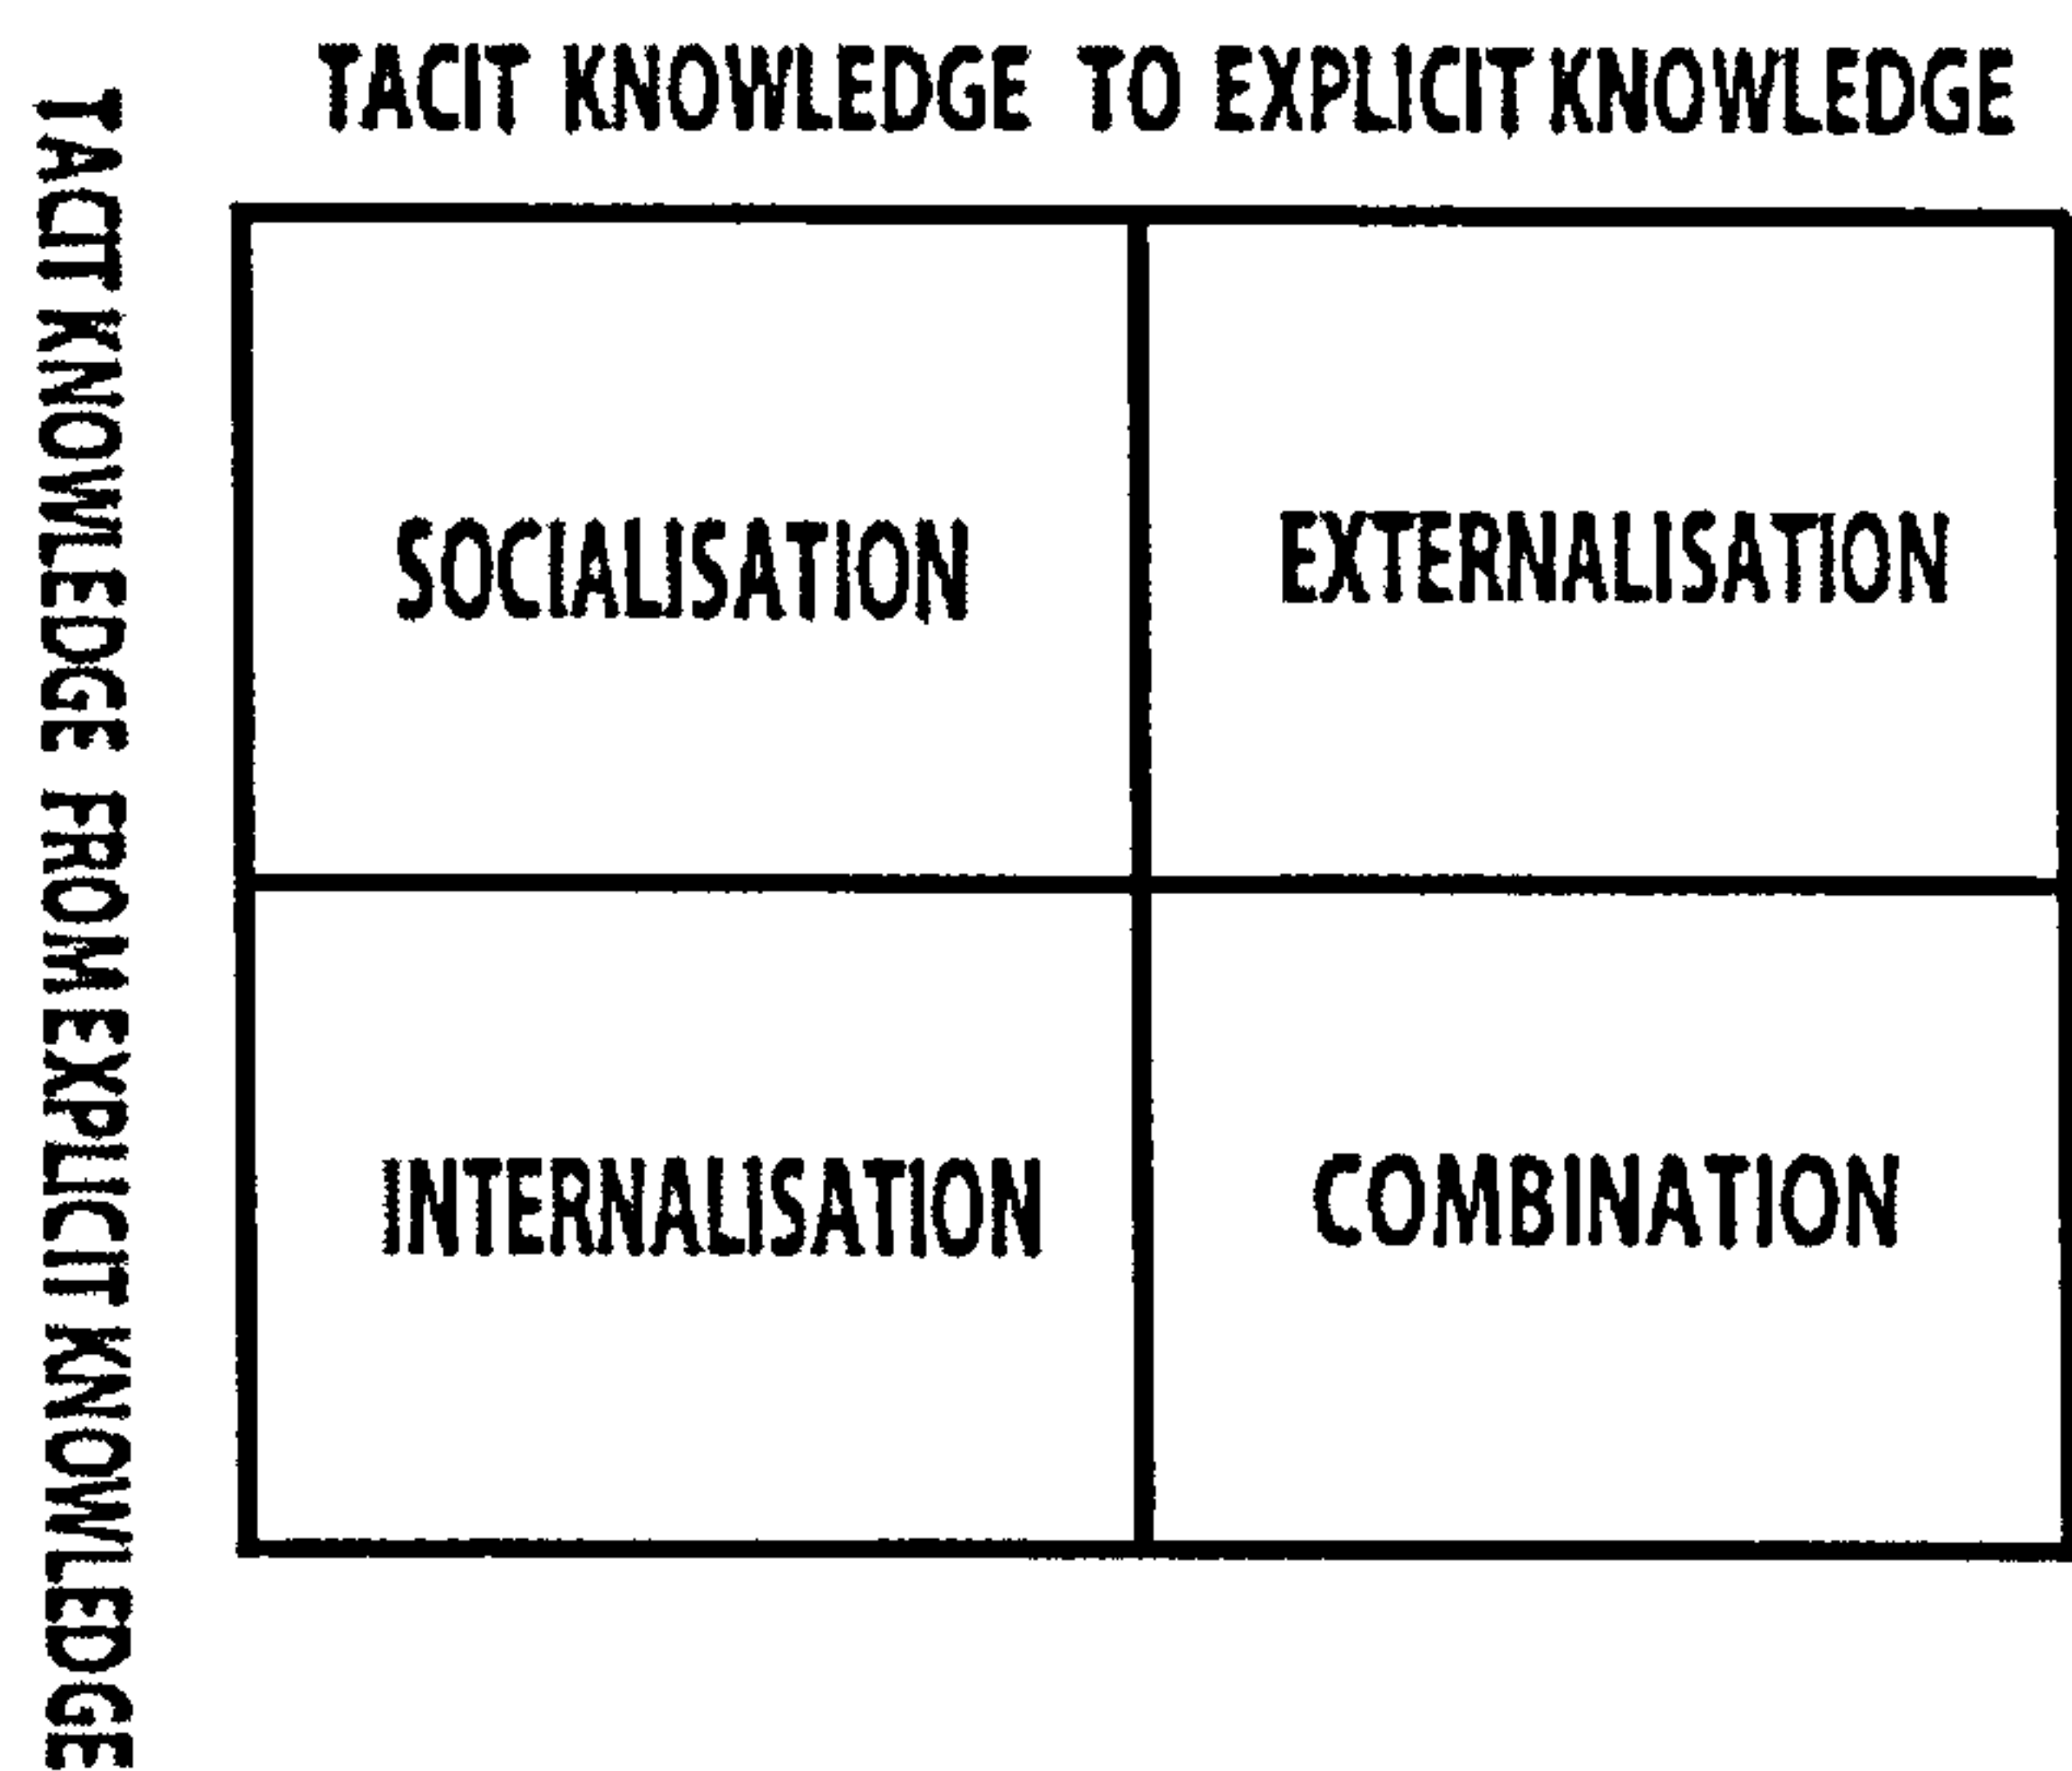 TACIT KNOWLEDGE TO EXPLICIT KNOWLEDGE
TACIT KNOWLEDGE FROM EXPLICIT KNOWLEDGE
SOCIALISATION
EXTERNALISATION
INTERNALISATION
COMBINATION